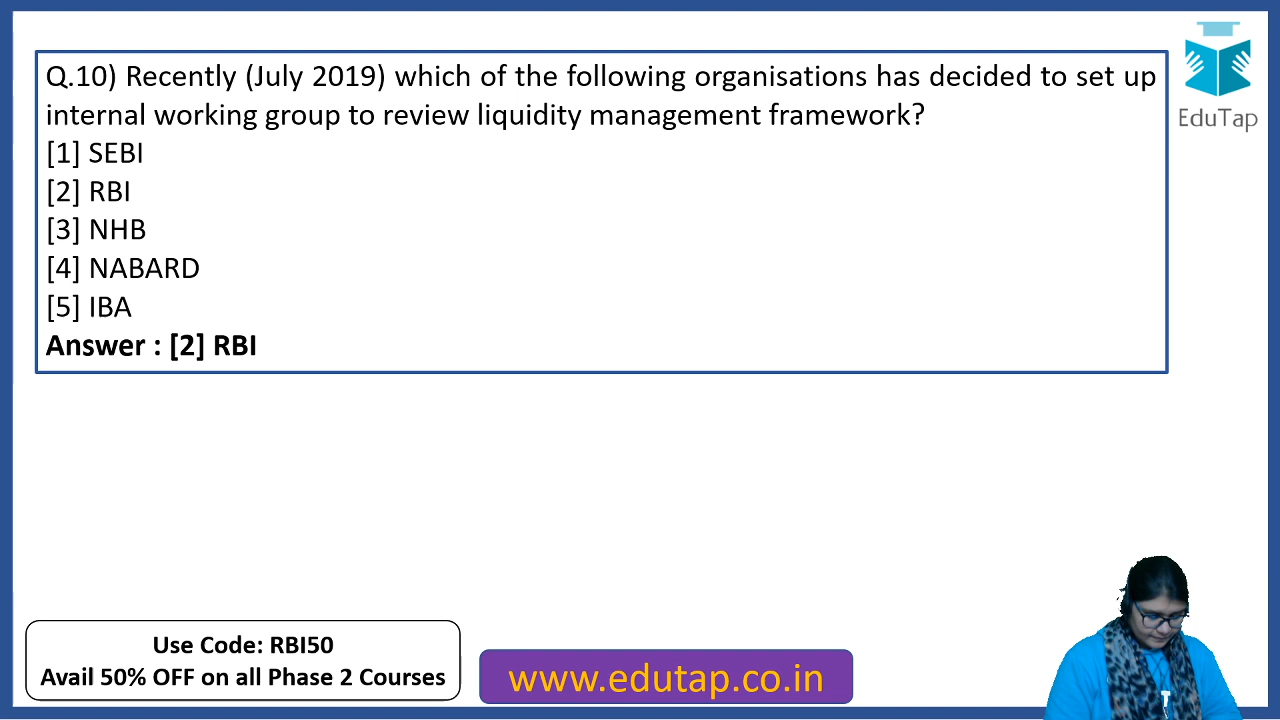 Q.10) Recently (July 2019) which of the following organisations has decided to set up
internal working group to review liquidity management framework?
[1] SEBI
[2] RBI
[3] NHB
[4] NABARD
[5] IBA
Answer : [2] RBI
EduTap
Use Code: RBI50
Avail 50% OFF on all Phase 2 Courses
www.edutap.co.in